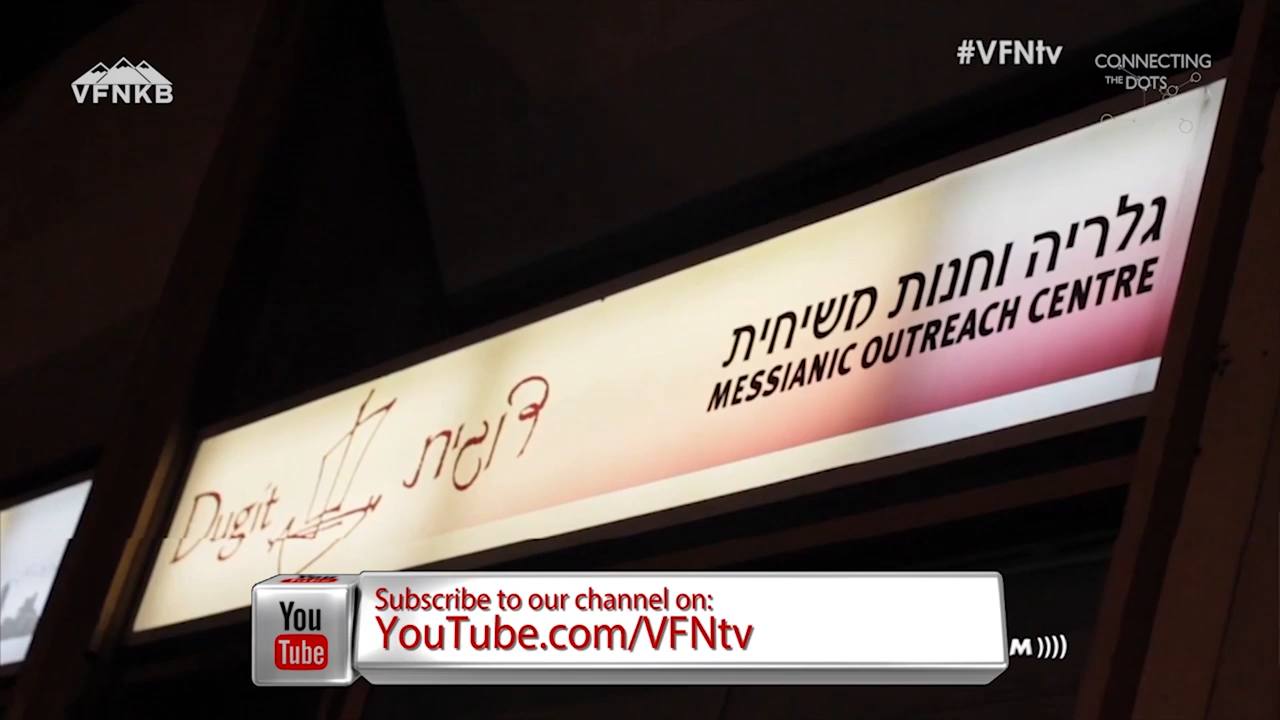 VFNKB
#VFNtv
CONNECTING
THE DOTS
גלריה וחנות משיחית
MESSIANIC OUTREACH CENTRE
Dugit
דוגית
You
Tube
Subscribe to our channel on:
YouTube.com/VFNtv
M